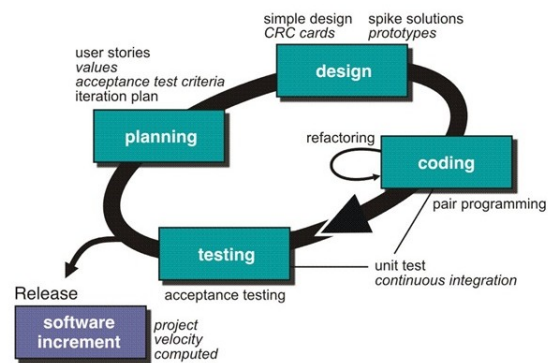 simple design
CRC cards
spike solutions
prototypes
design
user stories
values
acceptance test criteria
iteration plan
planning
refactoring
coding
pair programming
testing
unit test
continuous integration
acceptance testing
Release
software
increment
project
velocity
computed